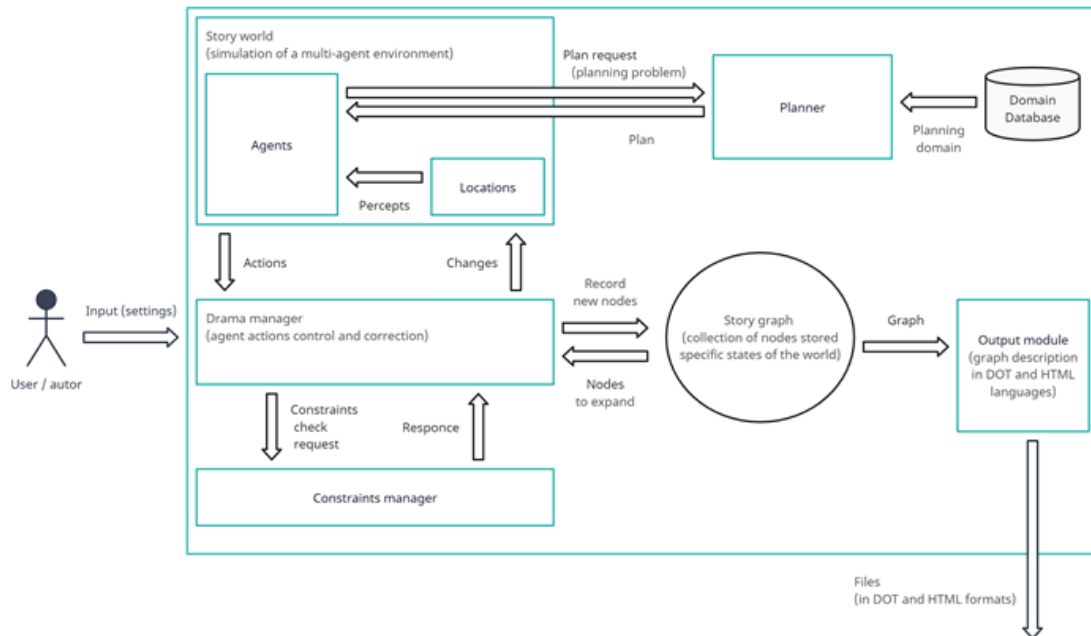 Story world
(simulation of a multi-agent environment)
Agents
Locations
Percepts
Plan request
(planning problem)
Plan
Planner
Planning
domain
Domain
Database
Actions
Changes
User / autor
Input (settings)
Drama manager
(agent actions control and correction)
Record
new nodes
Nodes
to expand
Story graph
(collection of nodes stored
specific states of the world)
Graph
Output module
(graph description
in DOT and HTML
languages)
Constraints
check
request
Responce
Constraints manager
Files
(in DOT and HTML formats)